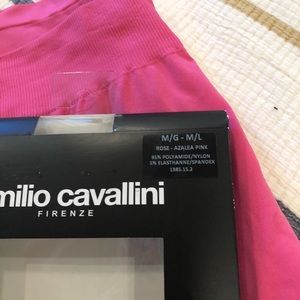 M/G - M/L
ROSE - AZALEA PINK
95% POLYAMIDE/NYLON
5% ELASTHANNE/SPANDEX
1985.15.2
milio cavallini
FIRENZE